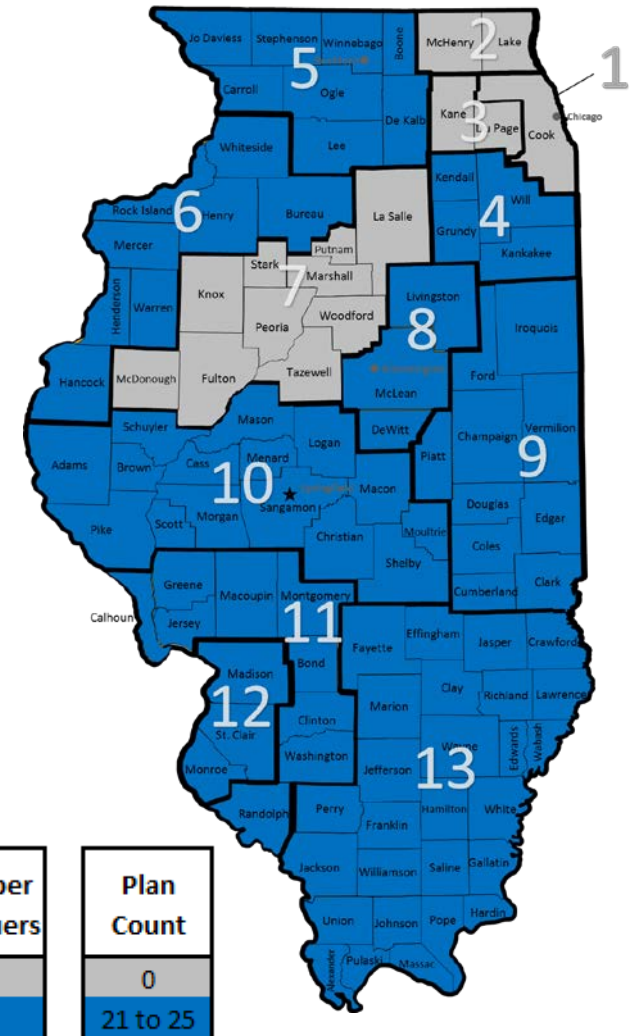 Jo Daviess Stephenson Winnebago Boone McHenry 2 Lake
5
1
Carroll Ogle Kane 3 Du Page Cook Chicago
De Kalb
Whiteside Lee
Kendall Will
Rock Island 6 Henry Bureau La Salle Grundy 4
Mercer Putnam Kankakee
Stark 7 Marshall
Henderson Warren Knox Livingston
Peoria Woodford 8 Iroquois
Hancock McDonough Fulton Tazewell Ford
McLean
Schuyler Mason DeWitt Champaign Vermilion
Adams Brown Cass Menard Logan Piatt 9
10 Macon
Sangamon Douglas Edgar
Pike Scott Morgan Christian Moultrie Coles
Shelby
Greene Macoupin Montgomery Cumberland Clark
Calhoun Jersey 11 Fayette Effingham Jasper Crawford
Madison Bond
12 Clinton Marion Clay Richland Lawrence
St. Clair Wayne Edwards Wabash
Monroe Washington Jefferson 13
Randolph Perry Hamilton White
Franklin
Jackson Williamson Saline Gallatin
Union Johnson Pope Hardin
Alexander Pulaski Massac
Plan
Count
0
21 to 25